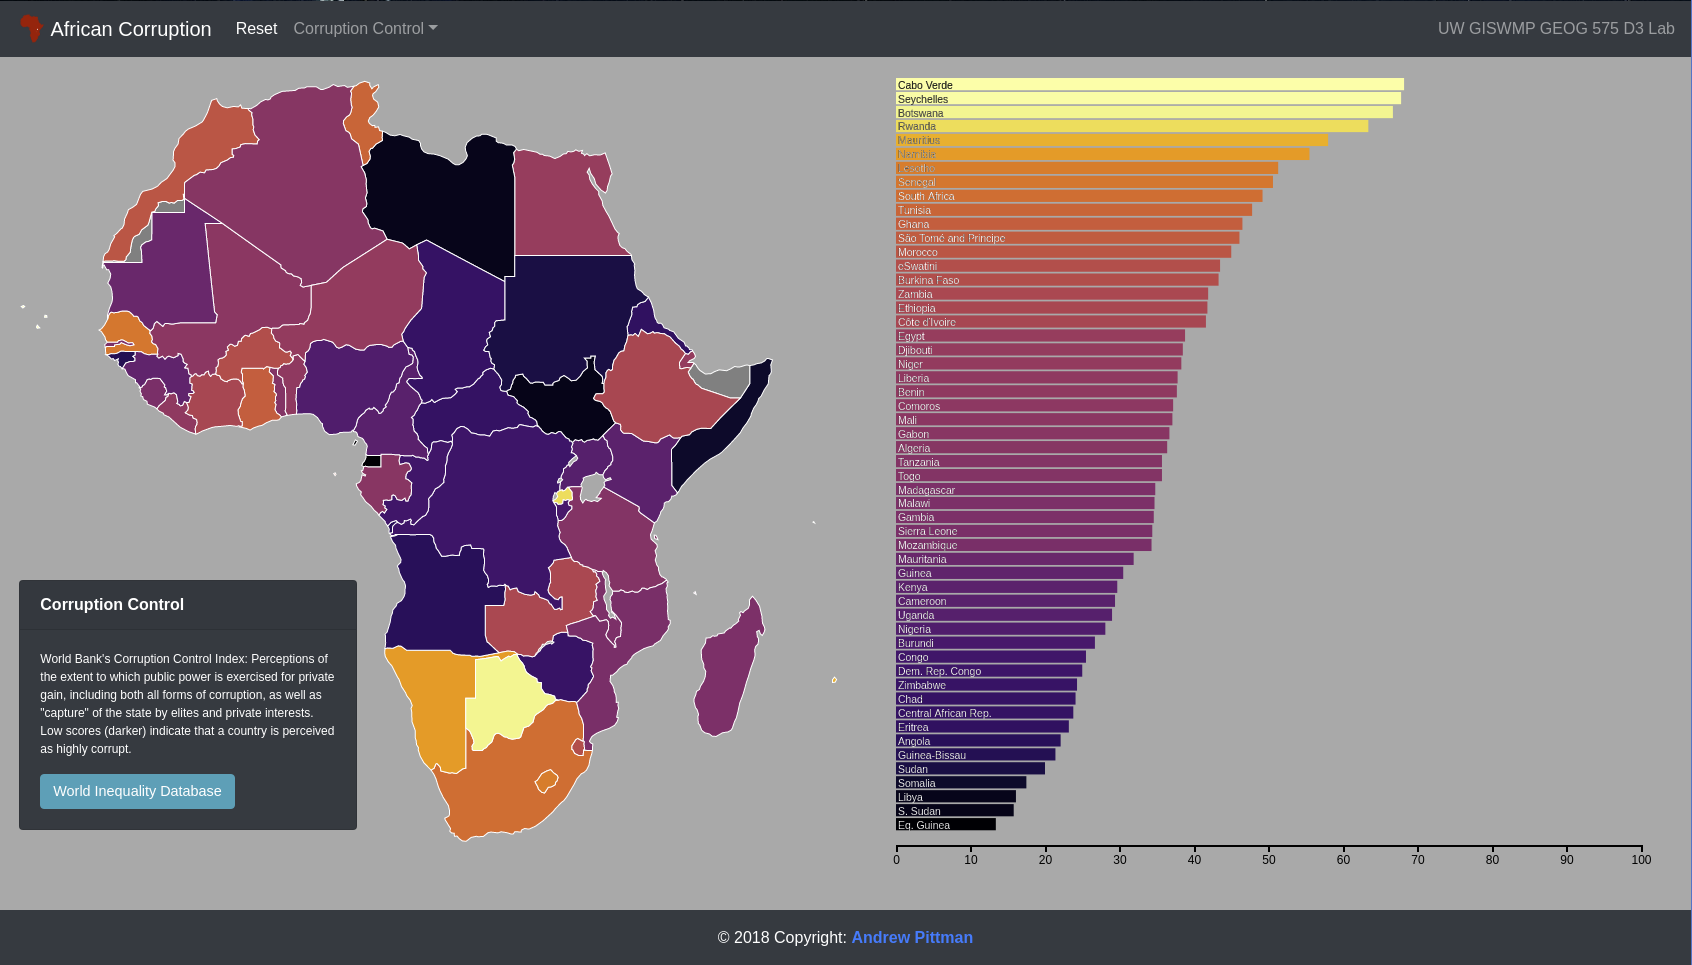 African Corruption
Reset
Corruption Control
UW GISWMP GEOG 575 D3 Lab
Cabo Verde
Seychelles
Botswana
Rwanda
Mauritius
Namibia
Lesotho
Senegal
South Africa
Tunisia
Ghana
São Tomé and Principe
Morocco
eSwatini
Burkina Faso
Zambia
Ethiopia
Côte d'Ivoire
Egypt
Djibouti
Niger
Liberia
Benin
Comoros
Mali
Gabon
Algeria
Tanzania
Togo
Madagascar
Malawi
Gambia
Sierra Leone
Mozambique
Mauritania
Guinea
Kenya
Cameroon
Uganda
Nigeria
Burundi
Congo
Dem. Rep. Congo
Zimbabwe
Chad
Central African Rep.
Eritrea
Angola
Guinea-Bissau
Sudan
Somalia
Libya
S. Sudan
Eq. Guinea
0 10 20 30 40 50 60 70 80 90 100
Corruption Control
World Bank's Corruption Control Index: Perceptions of
the extent to which public power is exercised for private
gain, including both all forms of corruption, as well as
"capture" of the state by elites and private interests.
Low scores (darker) indicate that a country is perceived
as highly corrupt.
World Inequality Database
© 2018 Copyright: Andrew Pittman